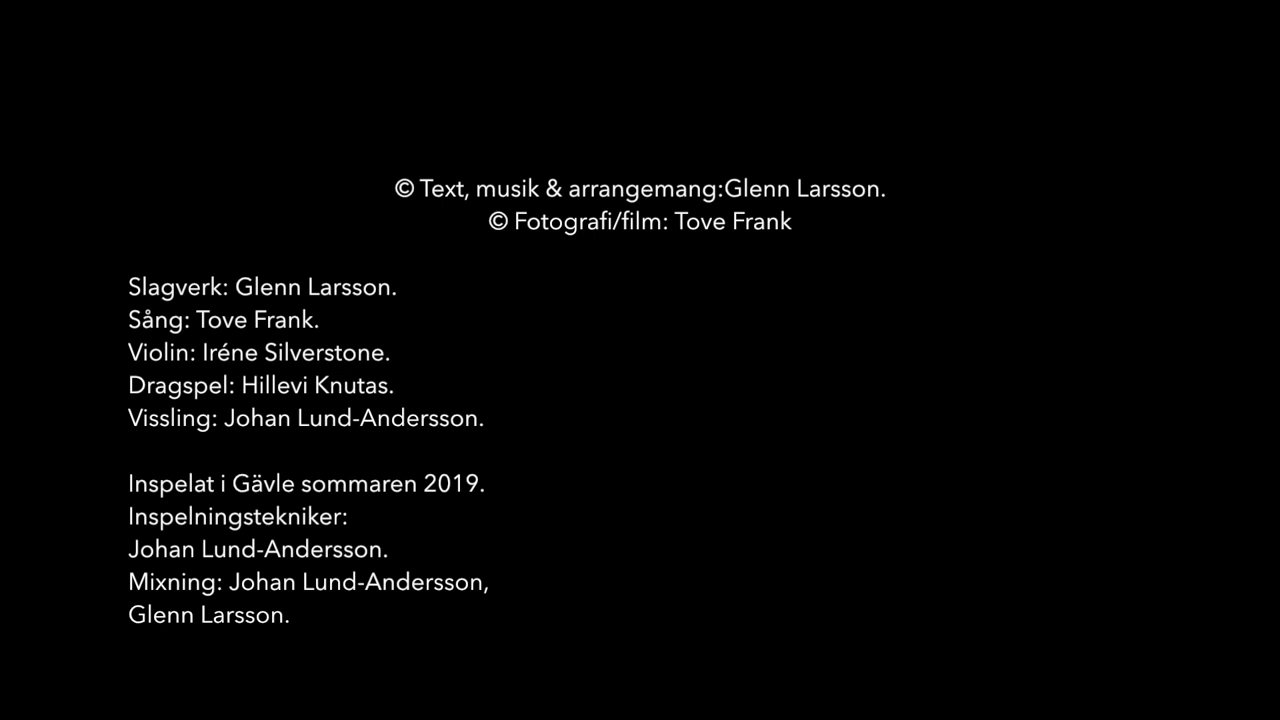 © Text, musik & arrangemang:Glenn Larsson.
© Fotografi/film: Tove Frank
Slagverk: Glenn Larsson.
Sång: Tove Frank.
Violin: Iréne Silverstone.
Dragspel: Hillevi Knutas.
Vissling: Johan Lund-Andersson.
Inspelat i Gävle sommaren 2019.
Inspelningstekniker:
Johan Lund-Andersson.
Mixning: Johan Lund-Andersson,
Glenn Larsson.